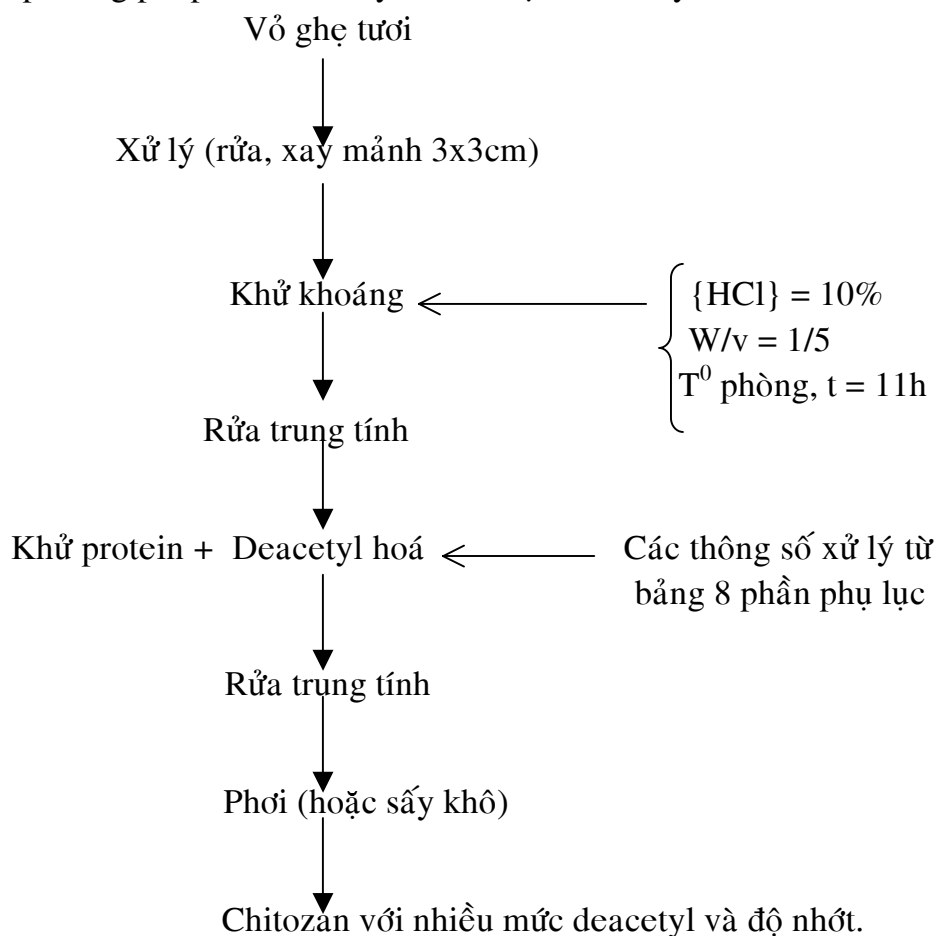 Vỏ ghẹ tươi
Xử lý (rửa, xay mảnh 3x3cm)
Khử khoáng
{HCl} = 10%
W/v = 1/5
T⁰ phòng, t = 11h
Rửa trung tính
Khử protein + Deacetyl hoá
Các thông số xử lý từ
bảng 8 phần phụ lục
Rửa trung tính
Phơi (hoặc sấy khô)
Chitozan với nhiều mức deacetyl và độ nhớt.